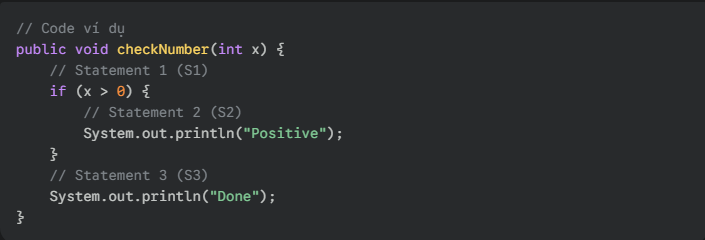 // Code ví dụ
public void checkNumber(int x) {
    // Statement 1 (S1)
    if (x > 0) {
        // Statement 2 (S2)
        System.out.println("Positive");
    }
    // Statement 3 (S3)
    System.out.println("Done");
}